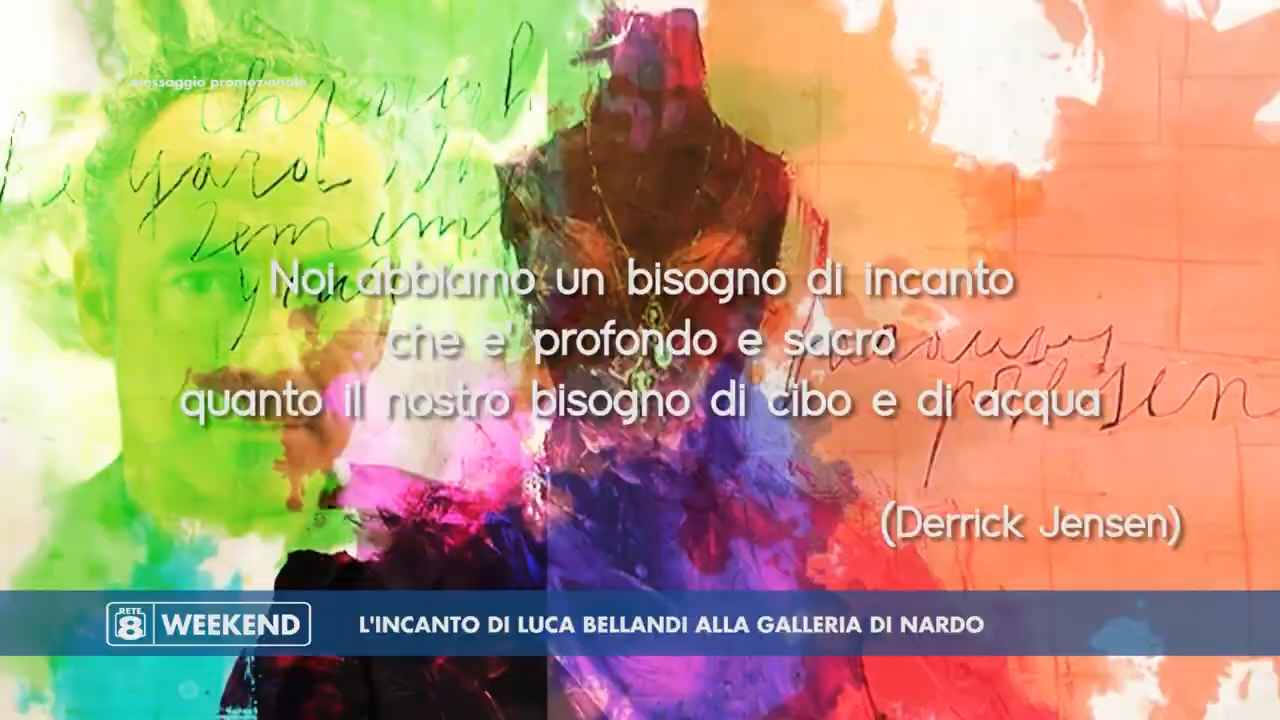 messaggio promozionale
through
Noi abbiamo un bisogno di incanto
che e' profondo e sacro
quanto il nostro bisogno di cibo e di acqua
(Derrick Jensen)
RETE
8 WEEKEND
L'INCANTO DI LUCA BELLANDI ALLA GALLERIA DI NARDO